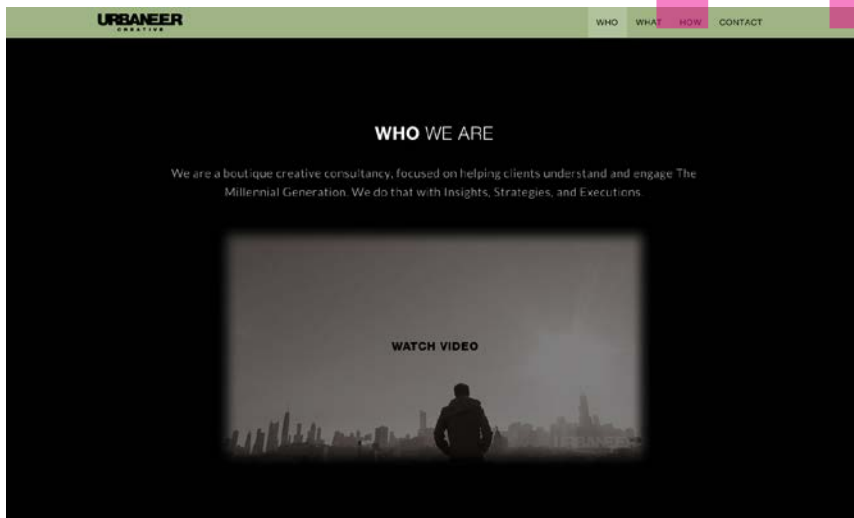 URBANEER
CREATIVE
WHO WHAT HOW CONTACT
WHO WE ARE
We are a boutique creative consultancy, focused on helping clients understand and engage The
Millennial Generation. We do that with Insights, Strategies, and Executions.
WATCH VIDEO
URBANEER